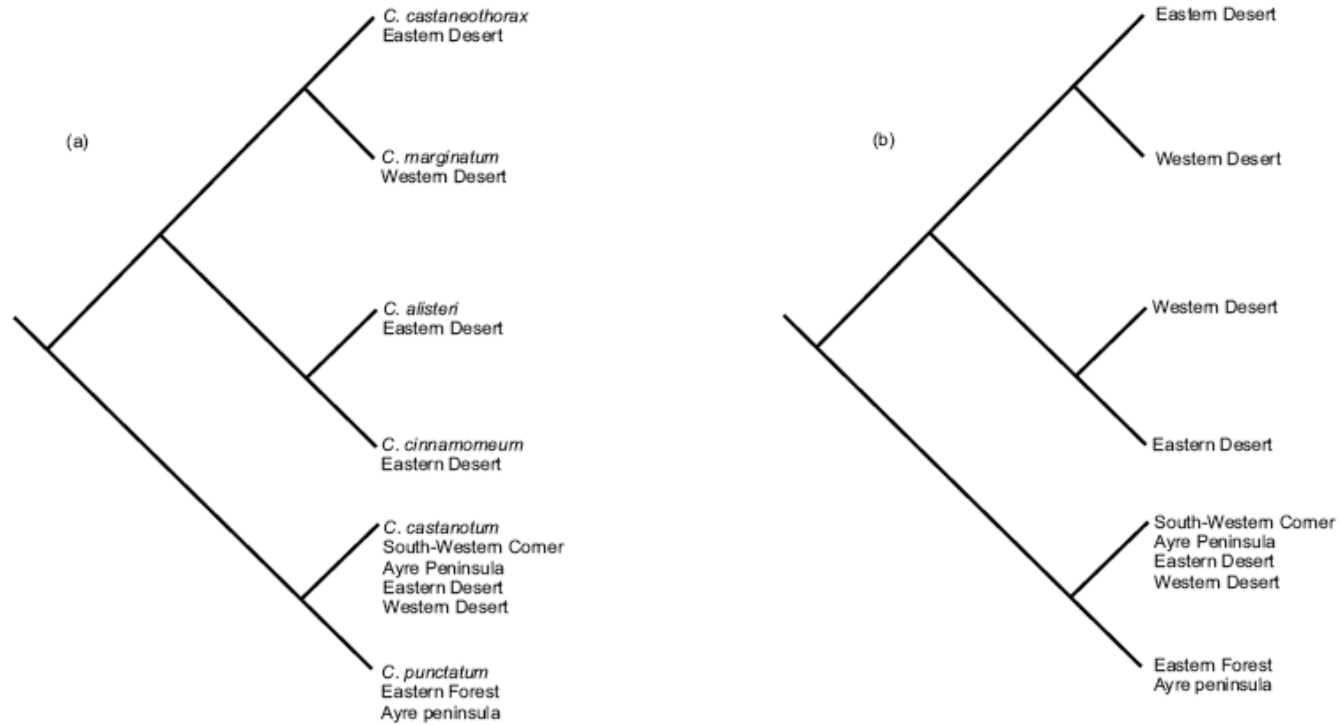 C. castaneothorax
Eastern Desert
(a)
C. marginatum
Western Desert
C. alisteri
Eastern Desert
C. cinnamomeum
Eastern Desert
C. castanotum
South-Western Corner
Ayre Peninsula
Eastern Desert
Western Desert
C. punctatum
Eastern Forest
Ayre peninsula
Eastern Desert
(b)
Western Desert
Western Desert
Eastern Desert
South-Western Corner
Ayre Peninsula
Eastern Desert
Western Desert
Eastern Forest
Ayre peninsula